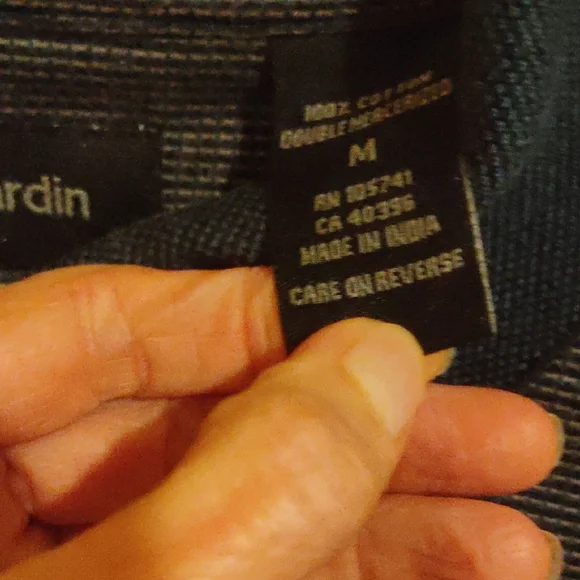 100% COTTON
DOUBLE MERCERIZED
M
RN 105741
CA 40396
MADE IN INDIA
CARE ON REVERSE
ardin